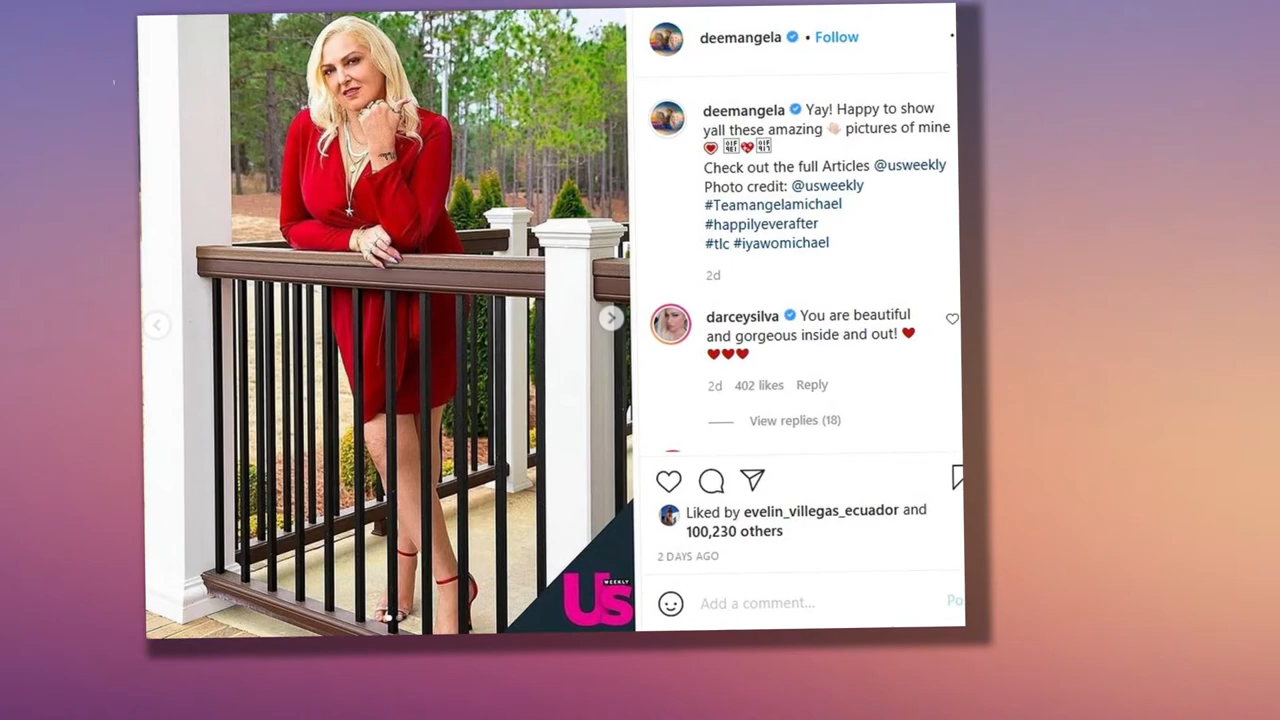 deemangela • Follow
deemangela Yay! Happy to show
yall these amazing 👋🏻 pictures of mine
❤️ 💖
Check out the full Articles @usweekly
Photo credit: @usweekly
#Teamangelamichael
#happilyeverafter
#tlc #iyawomichael
2d
darceysilva You are beautiful
and gorgeous inside and out! ❤️
❤️❤️❤️
2d 402 likes Reply
View replies (18)
Liked by evelin_villegas_ecuador and
100,230 others
2 DAYS AGO
Add a comment...
Po
Us
WEEKLY